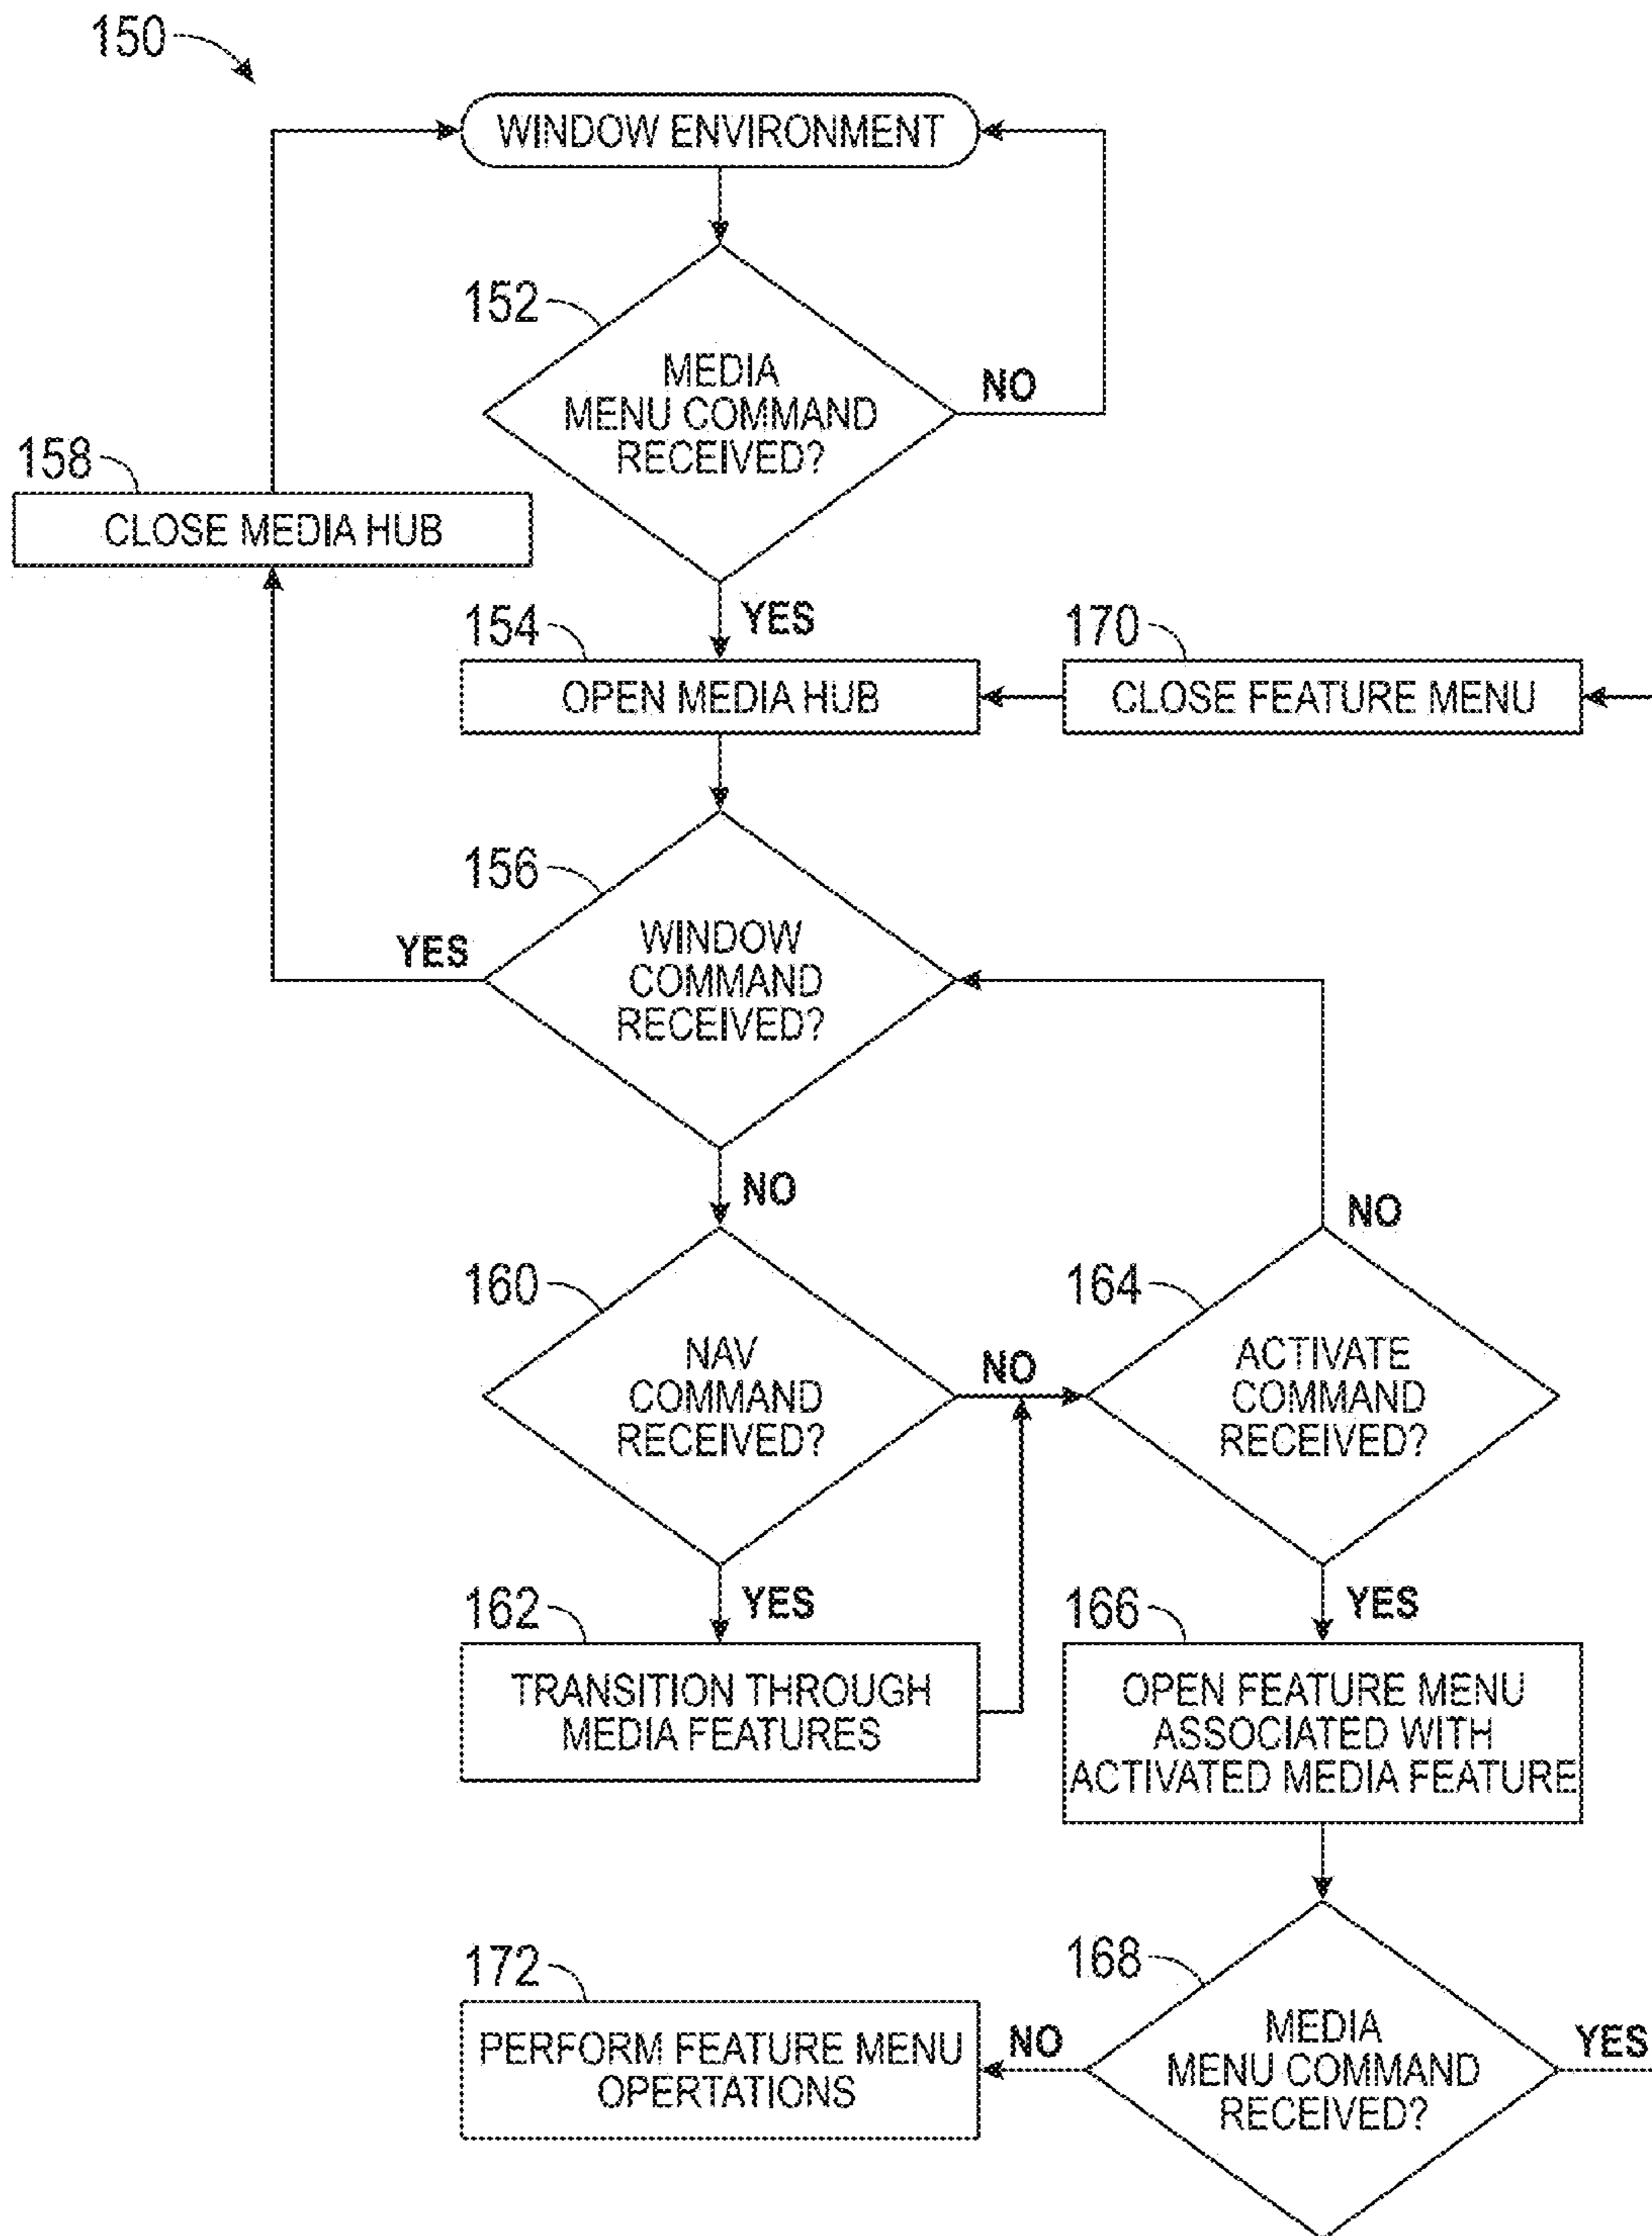 150
WINDOW ENVIRONMENT
152
MEDIA
MENU COMMAND
RECEIVED?
NO
158
CLOSE MEDIA HUB
YES
154
OPEN MEDIA HUB
170
CLOSE FEATURE MENU
156
WINDOW
COMMAND
RECEIVED?
YES
NO
160
NAV
COMMAND
RECEIVED?
NO
164
ACTIVATE
COMMAND
RECEIVED?
NO
YES
162
TRANSITION THROUGH
MEDIA FEATURES
YES
166
OPEN FEATURE MENU
ASSOCIATED WITH
ACTIVATED MEDIA FEATURE
168
MEDIA
MENU COMMAND
RECEIVED?
YES
NO
172
PERFORM FEATURE MENU
OPERTATIONS